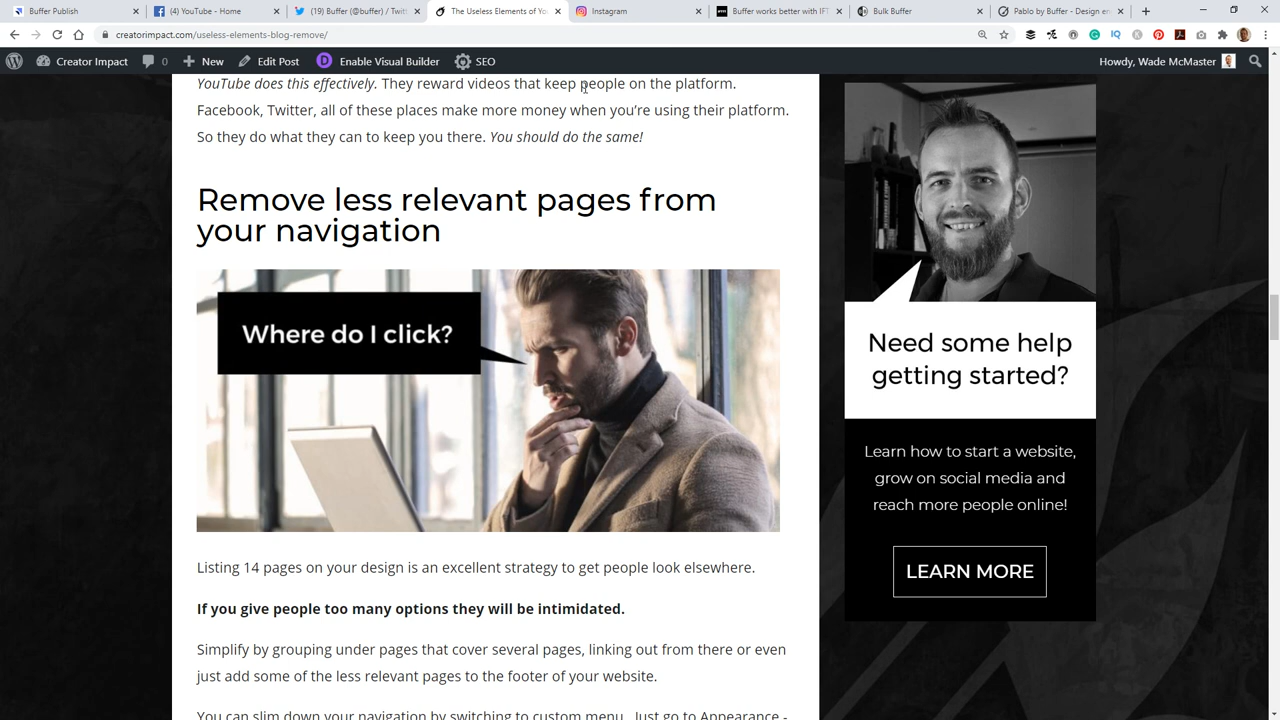 Buffer Publish
(4) YouTube - Home
(19) Buffer (@buffer) / Twitt
The Useless Elements of Yo
Instagram
Buffer works better with IFT
Bulk Buffer
Pablo by Buffer - Design en
creatorimpact.com/useless-elements-blog-remove/
Creator Impact
0
New
Edit Post
Enable Visual Builder
SEO
Howdy, Wade McMaster
YouTube does this effectively. They reward videos that keep people on the platform.
Facebook, Twitter, all of these places make more money when you're using their platform.
So they do what they can to keep you there. You should do the same!
Remove less relevant pages from
your navigation
Where do I click?
Listing 14 pages on your design is an excellent strategy to get people look elsewhere.
If you give people too many options they will be intimidated.
Simplify by grouping under pages that cover several pages, linking out from there or even
just add some of the less relevant pages to the footer of your website.
You can slim down your navigation by switching to custom menu. Just go to Appearance -
Need some help
getting started?
Learn how to start a website,
grow on social media and
reach more people online!
LEARN MORE